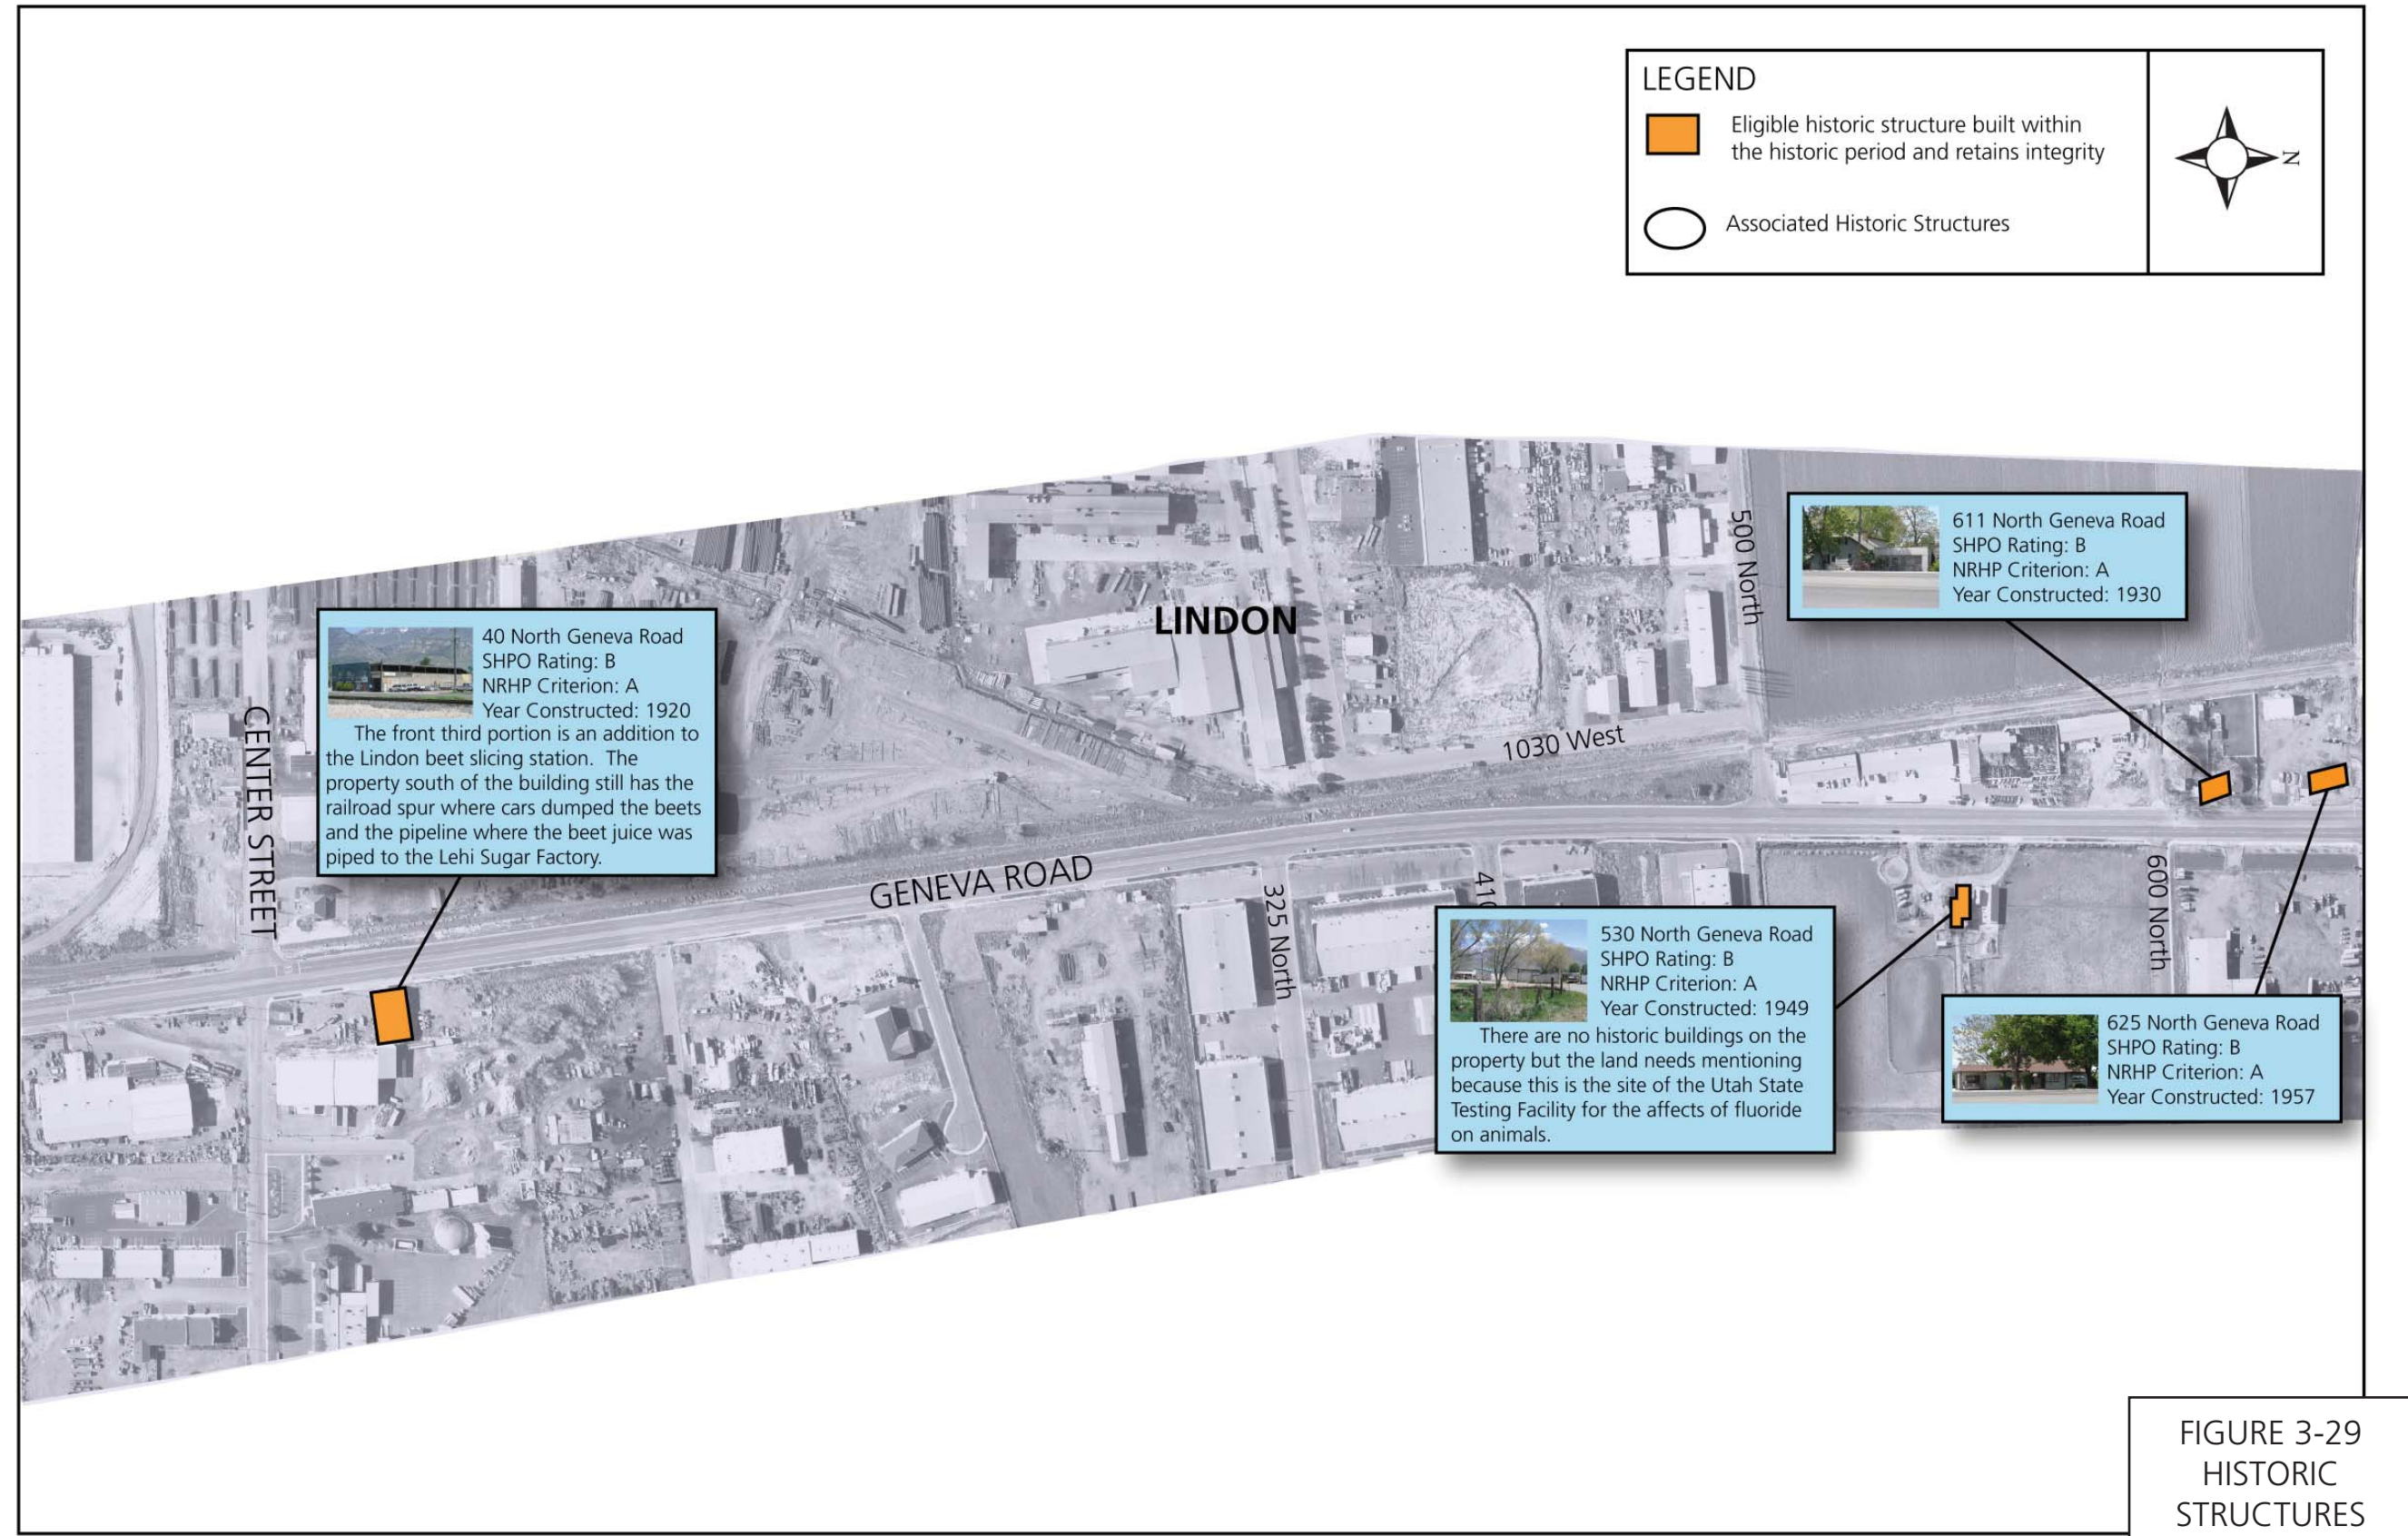 LEGEND
Eligible historic structure built within
the historic period and retains integrity
Associated Historic Structures
N
611 North Geneva Road
SHPO Rating: B
NRHP Criterion: A
Year Constructed: 1930
500 North
LINDON
40 North Geneva Road
SHPO Rating: B
NRHP Criterion: A
Year Constructed: 1920
The front third portion is an addition to
the Lindon beet slicing station. The
property south of the building still has the
railroad spur where cars dumped the beets
and the pipeline where the beet juice was
piped to the Lehi Sugar Factory.
CENTER STREET
1030 West
GENEVA ROAD
325 North
410
600 North
530 North Geneva Road
SHPO Rating: B
NRHP Criterion: A
Year Constructed: 1949
There are no historic buildings on the
property but the land needs mentioning
because this is the site of the Utah State
Testing Facility for the affects of fluoride
on animals.
625 North Geneva Road
SHPO Rating: B
NRHP Criterion: A
Year Constructed: 1957
FIGURE 3-29
HISTORIC
STRUCTURES